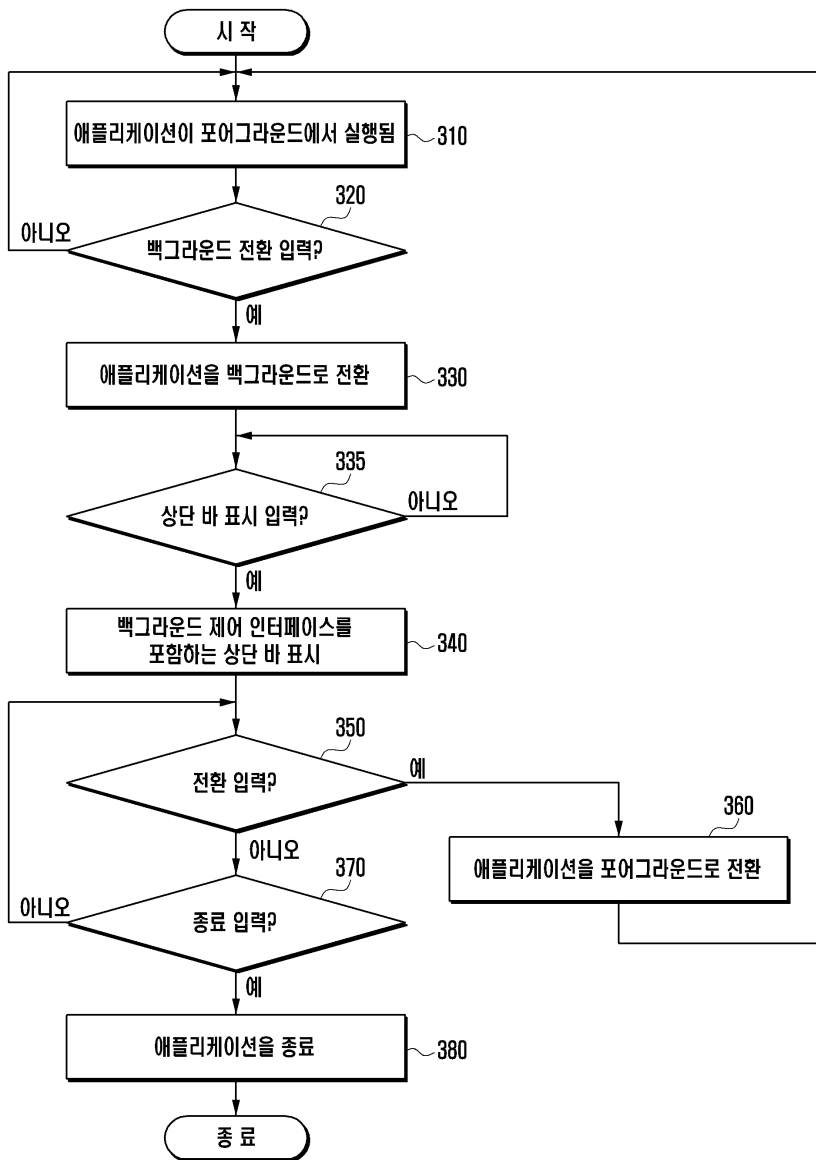 시 작
애플리케이션이 포어그라운드에서 실행됨
310
320
아니오
백그라운드 전환 입력?
예
애플리케이션을 백그라운드로 전환
330
335
상단 바 표시 입력?
아니오
예
백그라운드 제어 인터페이스를
포함하는 상단 바 표시
340
350
전환 입력?
예
360
아니오
애플리케이션을 포어그라운드로 전환
370
아니오
종료 입력?
예
애플리케이션을 종료
380
종 료